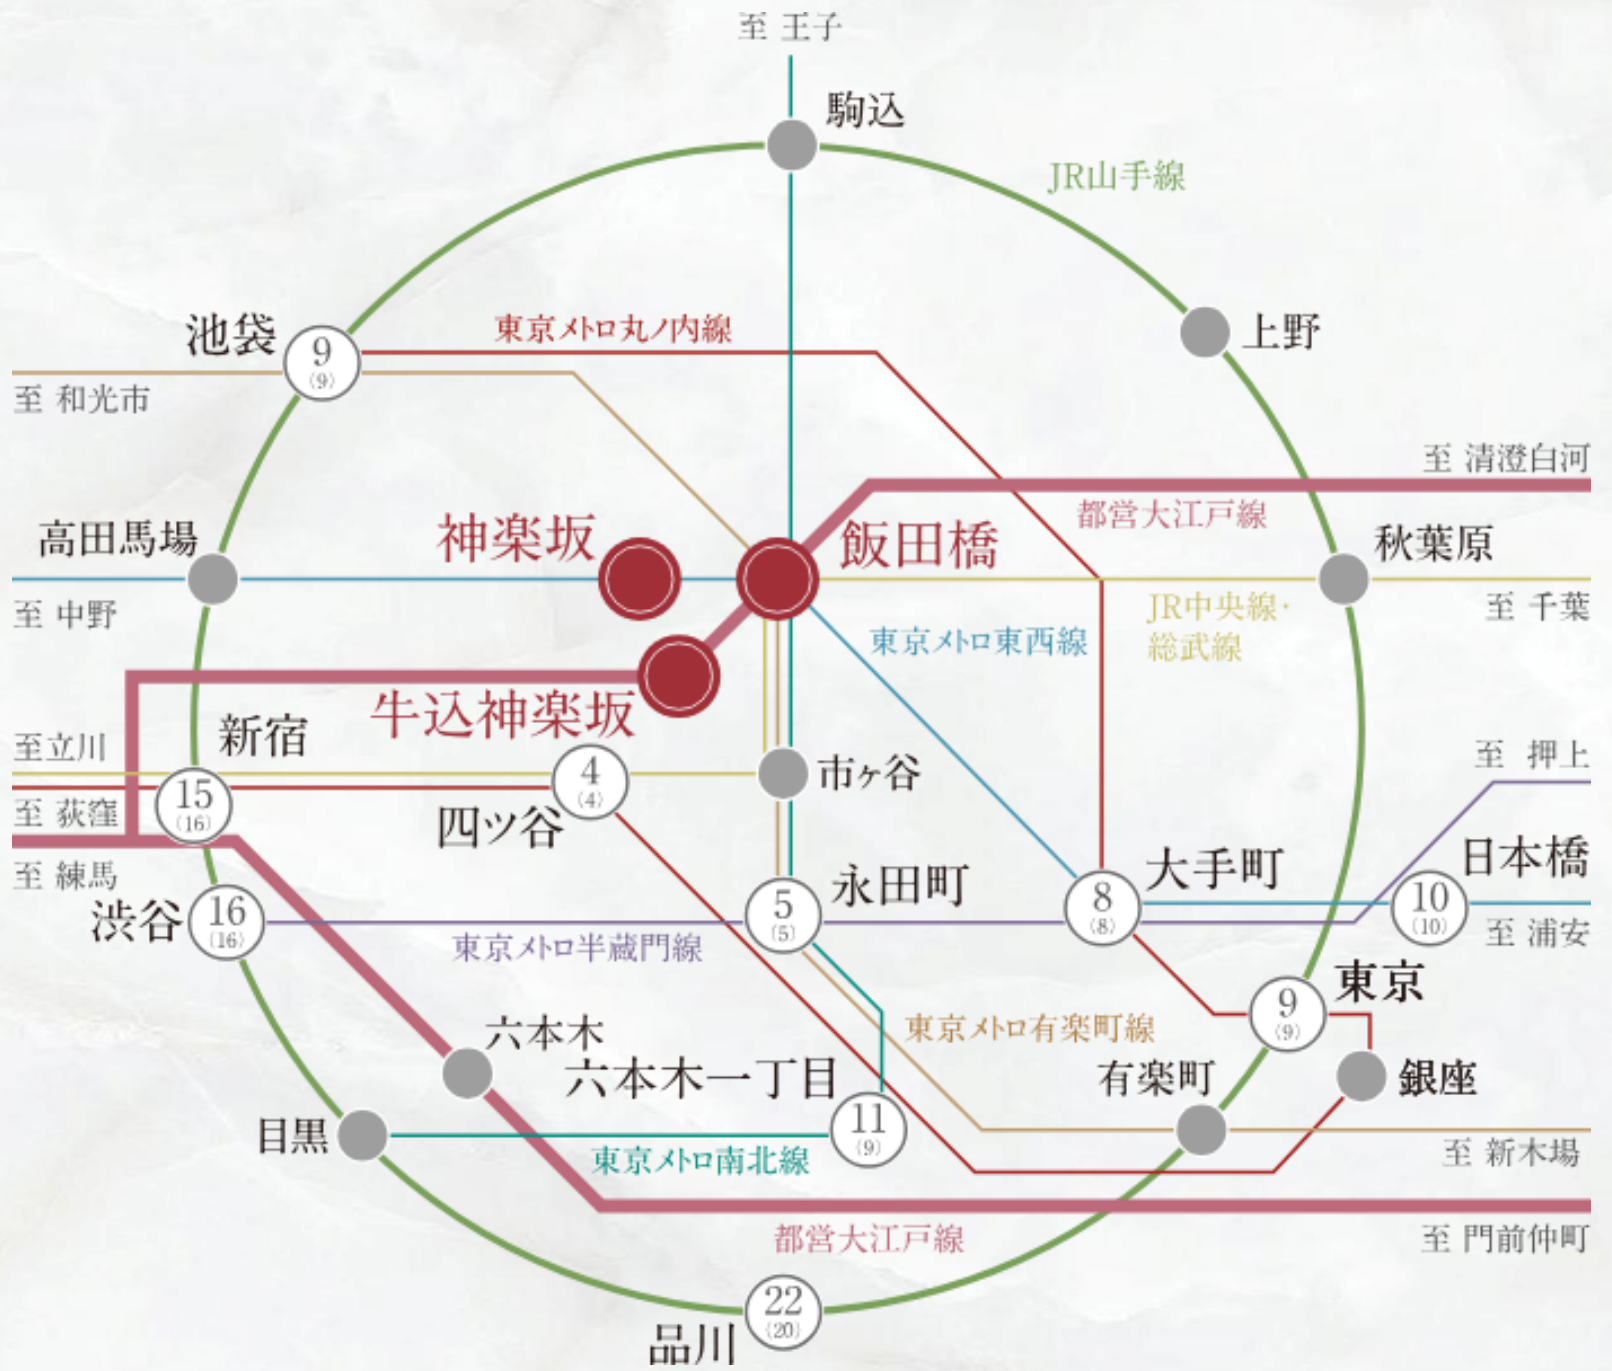 至 王子
駒込
JR山手線
池袋
9
(9)
東京メトロ丸ノ内線
上野
至 和光市
至 清澄白河
都営大江戸線
高田馬場
神楽坂
飯田橋
秋葉原
至 中野
東京メトロ東西線
JR中央線・
総武線
至 千葉
牛込神楽坂
新宿
至立川
15
(16)
4
(4)
市ヶ谷
至 押上
至 荻窪
四ツ谷
至 練馬
渋谷
16
(16)
5
(5)
永田町
8
(8)
大手町
10
(10)
日本橋
至 浦安
東京メトロ半蔵門線
9
(9)
東京
六本木
六本木一丁目
東京メトロ有楽町線
有楽町
銀座
目黒
11
(9)
東京メトロ南北線
至 新木場
都営大江戸線
至 門前仲町
22
(20)
品川